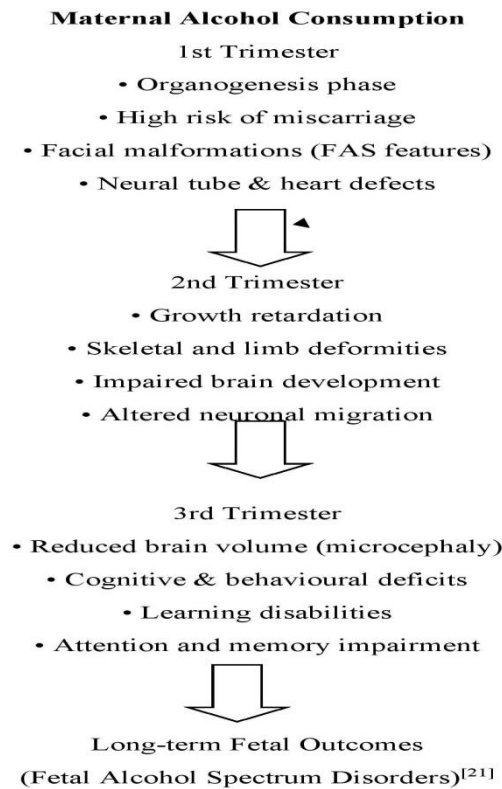 Maternal Alcohol Consumption
1st Trimester
• Organogenesis phase
• High risk of miscarriage
• Facial malformations (FAS features)
• Neural tube & heart defects
2nd Trimester
• Growth retardation
• Skeletal and limb deformities
• Impaired brain development
• Altered neuronal migration
3rd Trimester
• Reduced brain volume (microcephaly)
• Cognitive & behavioural deficits
• Learning disabilities
• Attention and memory impairment
Long-term Fetal Outcomes
(Fetal Alcohol Spectrum Disorders)[21]